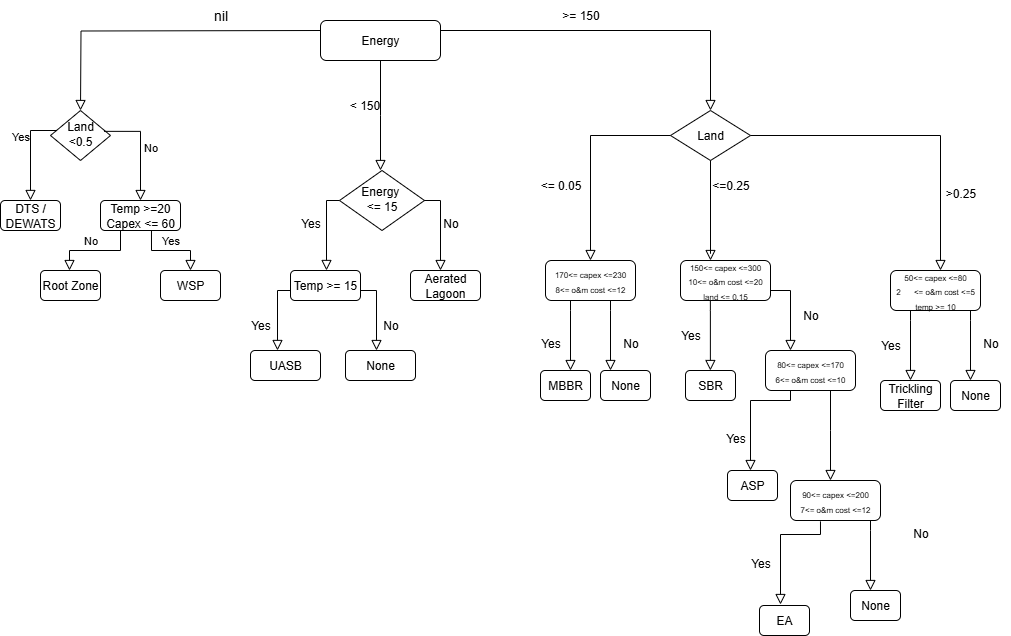 nil
>= 150
Energy
< 150
Land
<0.5
Yes
No
Land
Energy
<= 15
<= 0.05
<=0.25
>0.25
DTS /
DEWATS
Temp >=20
Capex <= 60
Yes
No
No
Yes
Root Zone
WSP
Temp >= 15
Aerated
Lagoon
170<= capex <=230
8<= o&m cost <=12
150<= capex <=300
10<= o&m cost <=20
land <= 0.15
50<= capex <=80
2 <= o&m cost <=5
temp >= 10
Yes
No
Yes
No
Yes
No
Yes
No
UASB
None
MBBR
None
SBR
80<= capex <=170
6<= o&m cost <=10
Trickling
Filter
None
Yes
ASP
90<= capex <=200
7<= o&m cost <=12
No
Yes
EA
None